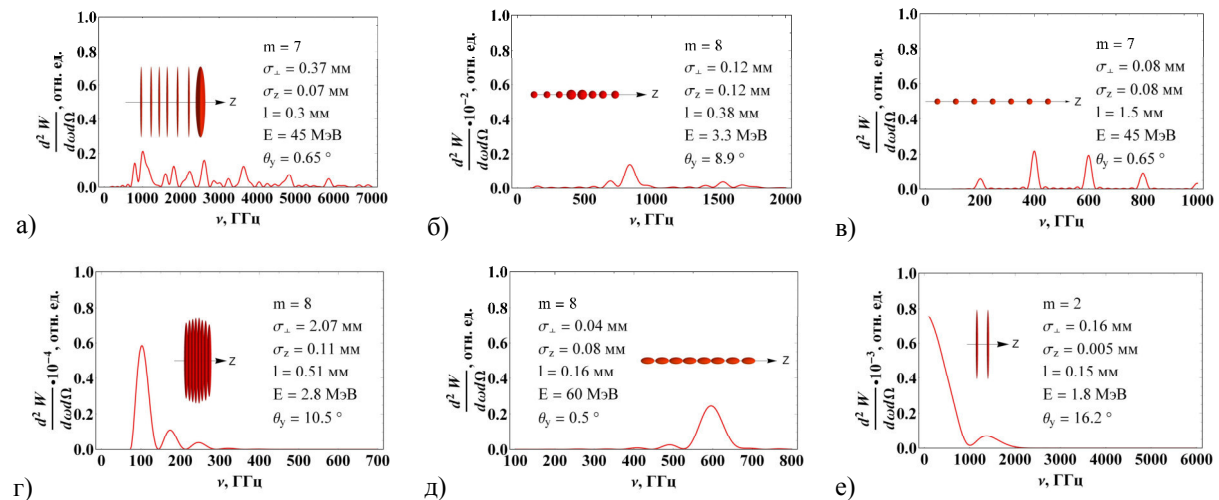 d² W / dωdΩ, отн. ед.
1.0
0.8
0.6
0.4
0.2
0.0
m = 7
σ⊥ = 0.37 мм
σz = 0.07 мм
l = 0.3 мм
E = 45 МэВ
θy = 0.65 °
Z
0 1000 2000 3000 4000 5000 6000 7000
ν, ГГц
а)
d² W / dωdΩ •10⁻², отн. ед.
1.0
0.8
0.6
0.4
0.2
0.0
m = 8
σ⊥ = 0.12 мм
σz = 0.12 мм
l = 0.38 мм
E = 3.3 МэВ
θy = 8.9 °
Z
0 500 1000 1500 2000
ν, ГГц
б)
d² W / dωdΩ, отн. ед.
1.0
0.8
0.6
0.4
0.2
0.0
m = 7
σ⊥ = 0.08 мм
σz = 0.08 мм
l = 1.5 мм
E = 45 МэВ
θy = 0.65 °
Z
0 200 400 600 800 1000
ν, ГГц
в)
d² W / dωdΩ •10⁻⁴, отн. ед.
1.0
0.8
0.6
0.4
0.2
0.0
m = 8
σ⊥ = 2.07 мм
σz = 0.11 мм
l = 0.51 мм
E = 2.8 МэВ
θy = 10.5 °
Z
0 100 200 300 400 500 600 700
ν, ГГц
г)
d² W / dωdΩ, отн. ед.
1.0
0.8
0.6
0.4
0.2
0.0
m = 8
σ⊥ = 0.04 мм
σz = 0.08 мм
l = 0.16 мм
E = 60 МэВ
θy = 0.5 °
Z
100 200 300 400 500 600 700 800
ν, ГГц
д)
d² W / dωdΩ •10⁻³, отн. ед.
1.0
0.8
0.6
0.4
0.2
0.0
m = 2
σ⊥ = 0.16 мм
σz = 0.005 мм
l = 0.15 мм
E = 1.8 МэВ
θy = 16.2 °
Z
0 1000 2000 3000 4000 5000 6000
ν, ГГц
е)